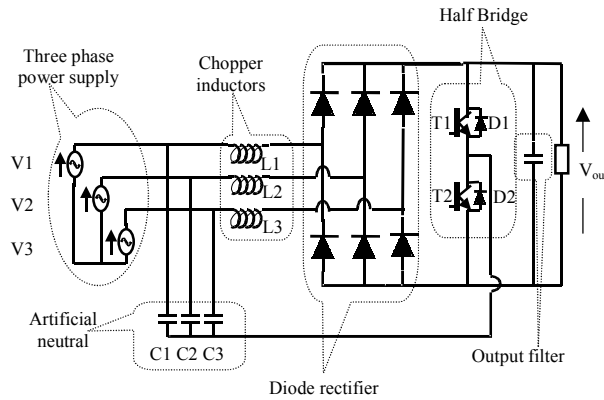 Half Bridge
Three phase
power supply
Chopper
inductors
T1
D1
V1
L1
V2
L2
T2
D2
V3
L3
V_ou
Artificial
neutral
C1 C2 C3
Output filter
Diode rectifier